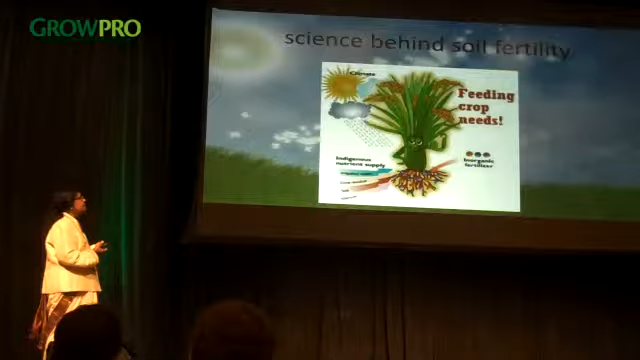 GROWPRO
science behind soil fertility
Climate
Feeding
crop
needs!
Indigenous
nutrient supply
Inorganic
fertilizer